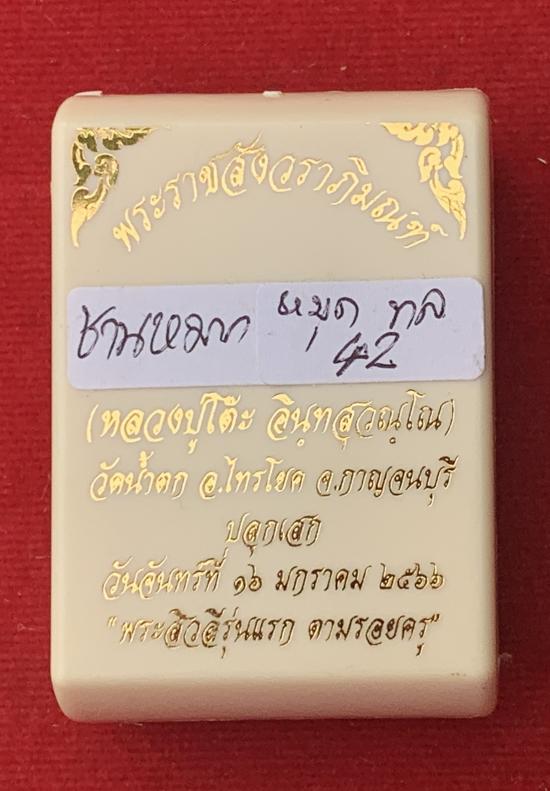 พระราชสังวราภิมณฑ์
ชานหมาก หมุด ทล
42
(หลวงปู่โต๊ะ อินฺทสุวณฺโณ)
วัดน้ำตก อ.ไทรโยค จ.กาญจนบุรี
ปลุกเสก
วันจันทร์ที่ ๑๖ มกราคม ๒๕๖๖
"พระสิวลีรุ่นแรก ตามรอยครู"